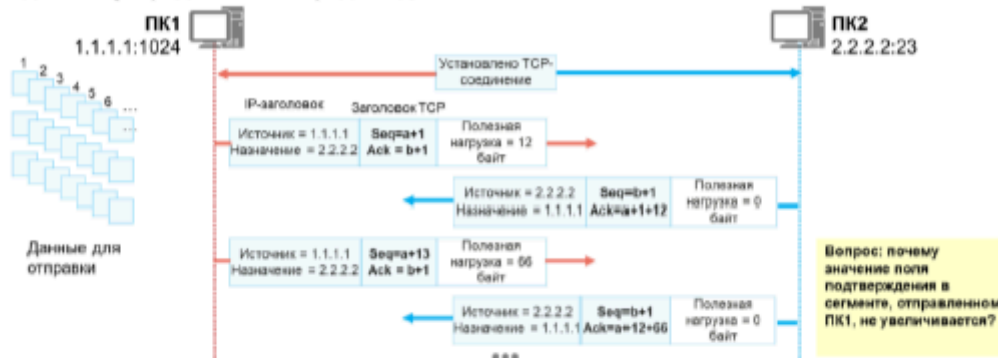 ПК1
1.1.1.1:1024
ПК2
2.2.2.2:23
1 2 3 4 5 6 ...
...
Установлено TCP-
соединение
IP-заголовок
Заголовок TCP
Источник = 1.1.1.1
Назначение = 2.2.2.2
Seq=a+1
Ack = b+1
Полезная
нагрузка = 12
байт
Источник = 2.2.2.2
Назначение = 1.1.1.1
Seq=b+1
Ack=a+1+12
Полезная
нагрузка = 0
байт
Данные для
отправки
Источник = 1.1.1.1
Назначение = 2.2.2.2
Seq=a+13
Ack = b+1
Полезная
нагрузка = 66
байт
Источник = 2.2.2.2
Назначение = 1.1.1.1
Seq=b+1
Ack=a+12+66
Полезная
нагрузка = 0
байт
Вопрос: почему
значение поля
подтверждения в
сегменте, отправленном
ПК1, не увеличивается?
...